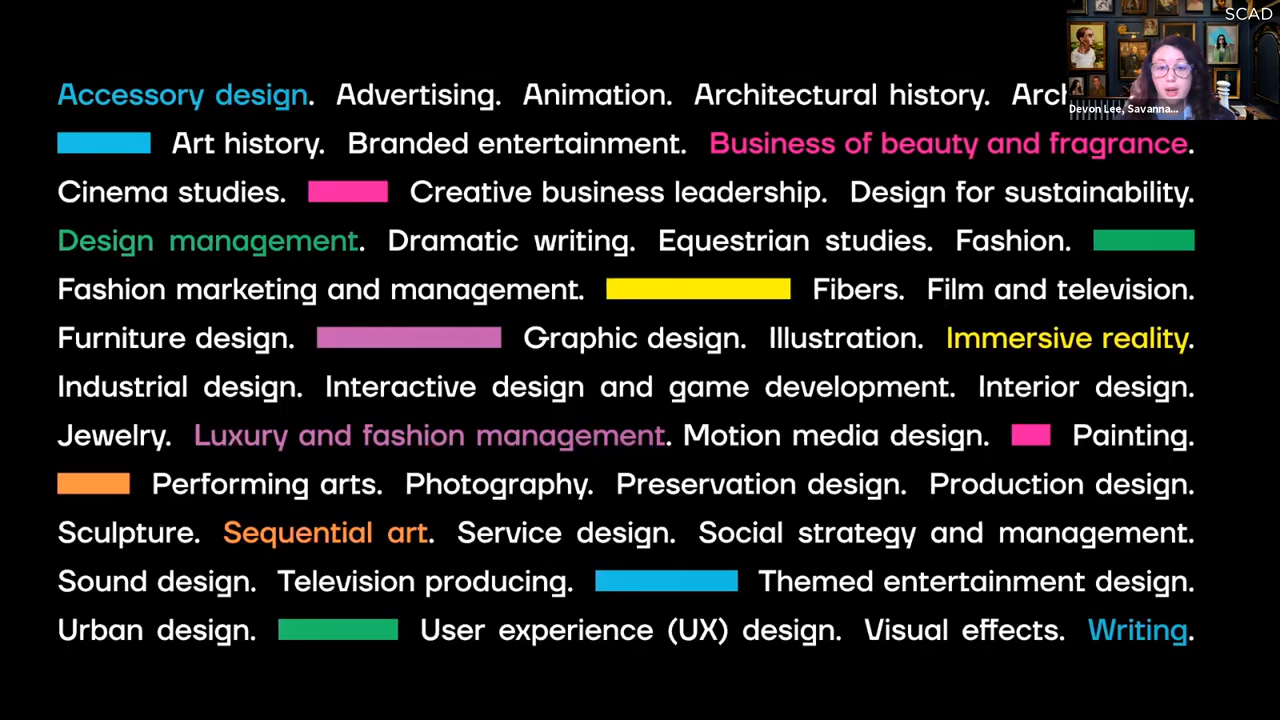 SCAD
Devon Lee, Savanna...
Accessory design. Advertising. Animation. Architectural history.
Art history. Branded entertainment. Business of beauty and fragrance.
Cinema studies. Creative business leadership. Design for sustainability.
Design management. Dramatic writing. Equestrian studies. Fashion.
Fashion marketing and management. Fibers. Film and television.
Furniture design. Graphic design. Illustration. Immersive reality.
Industrial design. Interactive design and game development. Interior design.
Jewelry. Luxury and fashion management. Motion media design. Painting.
Performing arts. Photography. Preservation design. Production design.
Sculpture. Sequential art. Service design. Social strategy and management.
Sound design. Television producing. Themed entertainment design.
Urban design. User experience (UX) design. Visual effects. Writing.